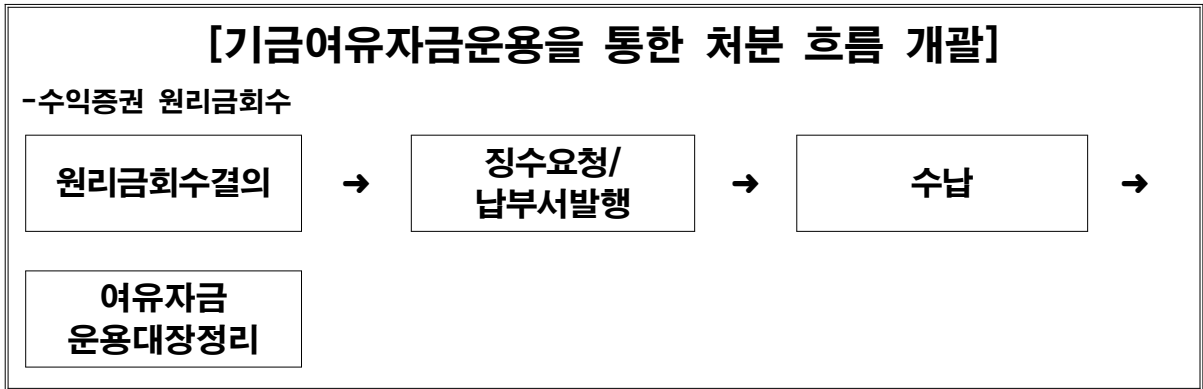 [기금여유자금운용을 통한 처분 흐름 개괄]
-수익증권 원리금회수
원리금회수결의 ➜ 징수요청/ ➜ 수납 ➜
납부서발행
여유자금
운용대장정리